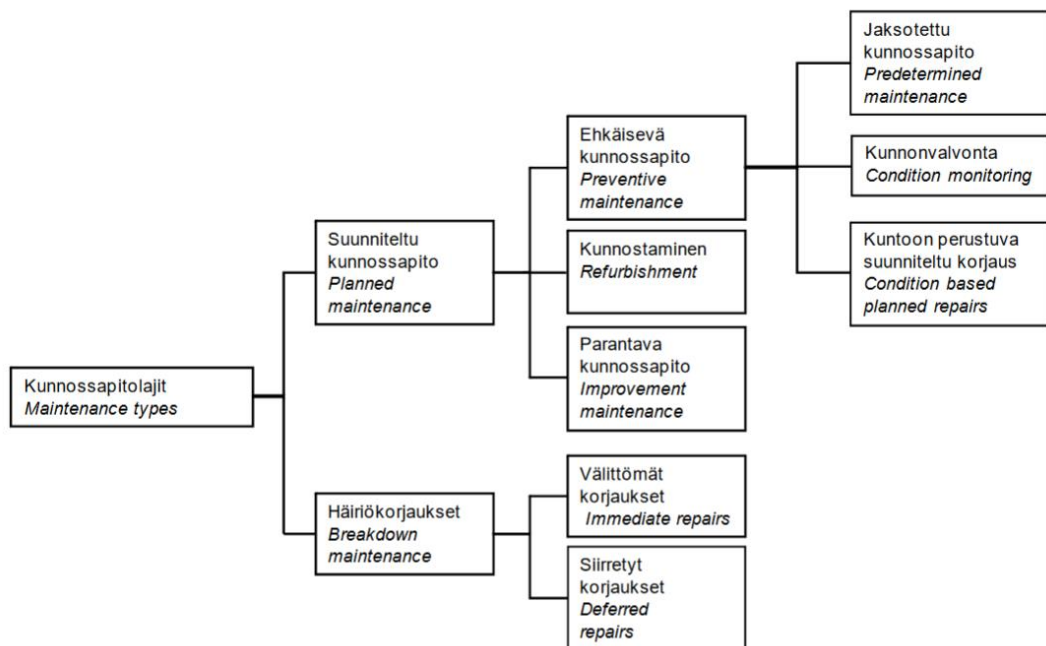 Kunnossapitolajit
Maintenance types
Suunniteltu
kunnossapito
Planned
maintenance
Häiriökorjaukset
Breakdown
maintenance
Ehkäisevä
kunnossapito
Preventive
maintenance
Kunnostaminen
Refurbishment
Parantava
kunnossapito
Improvement
maintenance
Välittömät
korjaukset
Immediate repairs
Siirretyt
korjaukset
Deferred
repairs
Jaksotettu
kunnossapito
Predetermined
maintenance
Kunnonvalvonta
Condition monitoring
Kuntoon perustuva
suunniteltu korjaus
Condition based
planned repairs